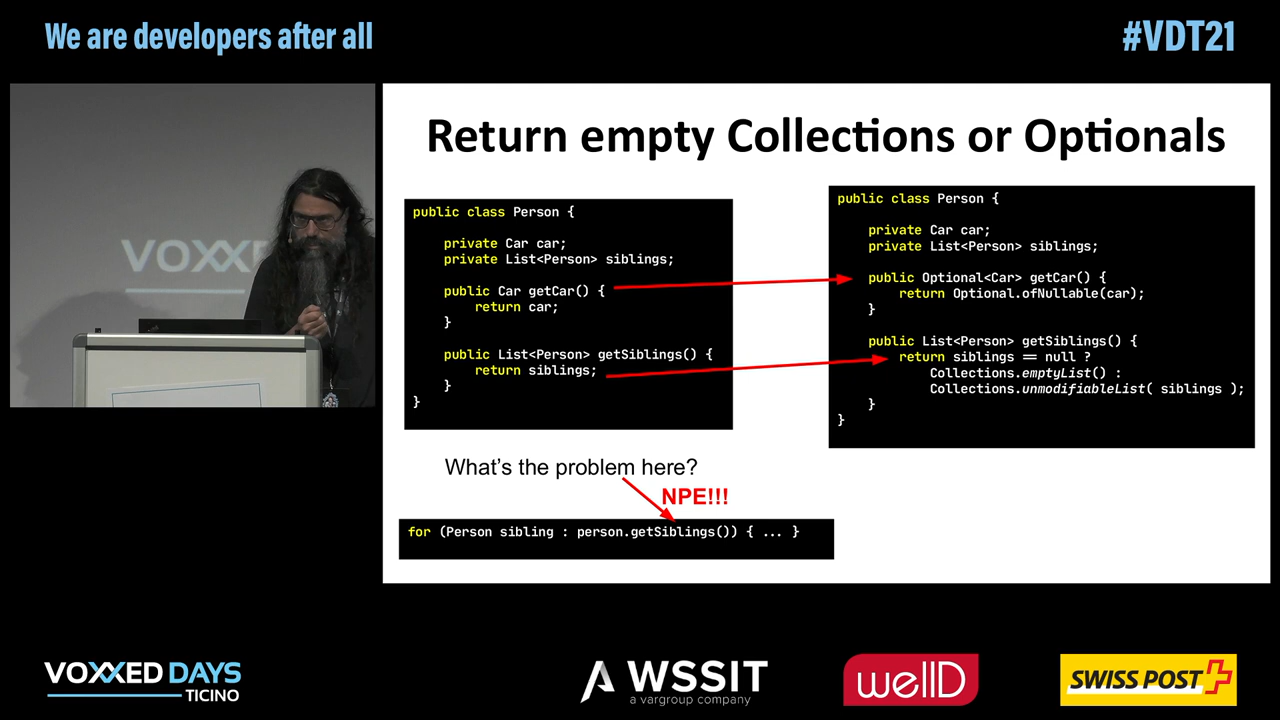 We are developers after all
#VDT21
VOXXED
Return empty Collections or Optionals
public class Person {
private Car car;
private List<Person> siblings;
public Car getCar() {
return car;
}
public List<Person> getSiblings() {
return siblings;
}
}
public class Person {
private Car car;
private List<Person> siblings;
public Optional<Car> getCar() {
return Optional.ofNullable(car);
}
public List<Person> getSiblings() {
return siblings == null ?
Collections.emptyList() :
Collections.unmodifiableList( siblings );
}
}
What's the problem here?
NPE!!!
for (Person sibling : person.getSiblings()) { ... }
VOXXED DAYS
TICINO
WSSIT
a vargroup company
wellD
SWISS POST